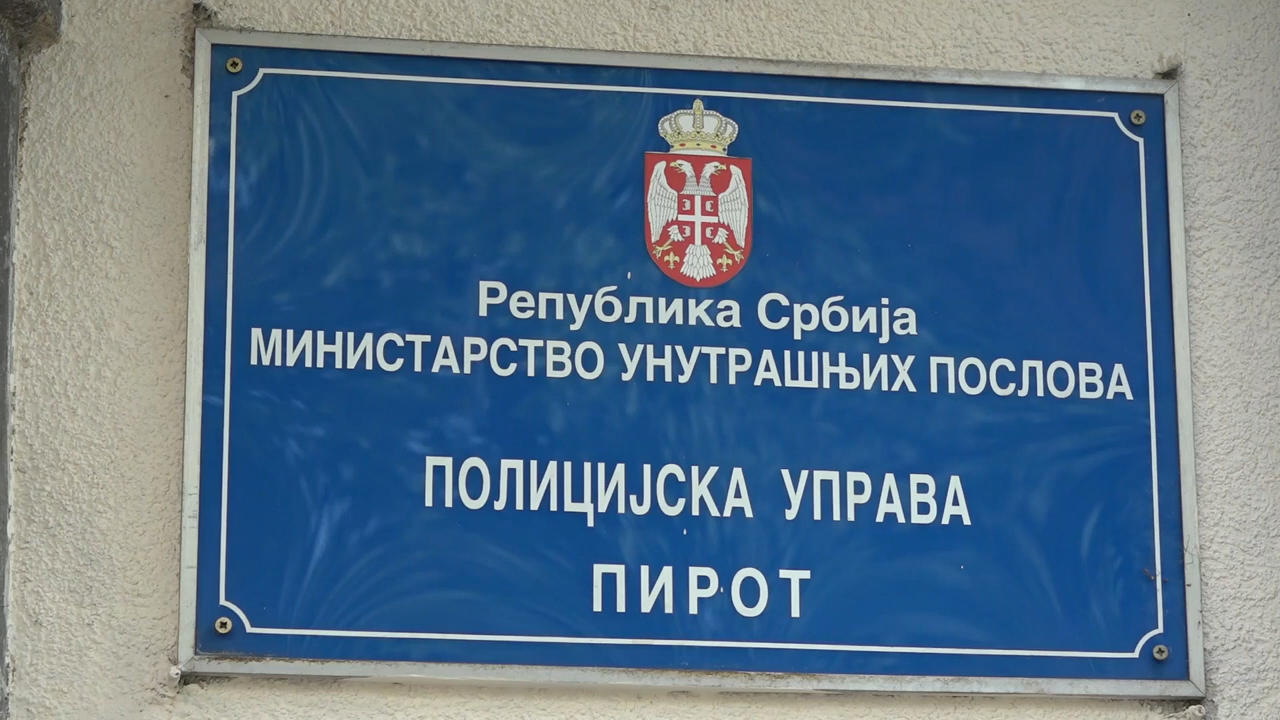 Република Србија
МИНИСТАРСТВО УНУТРАШЊИХ ПОСЛОВА
ПОЛИЦИЈСКА УПРАВА
ПИРОТ